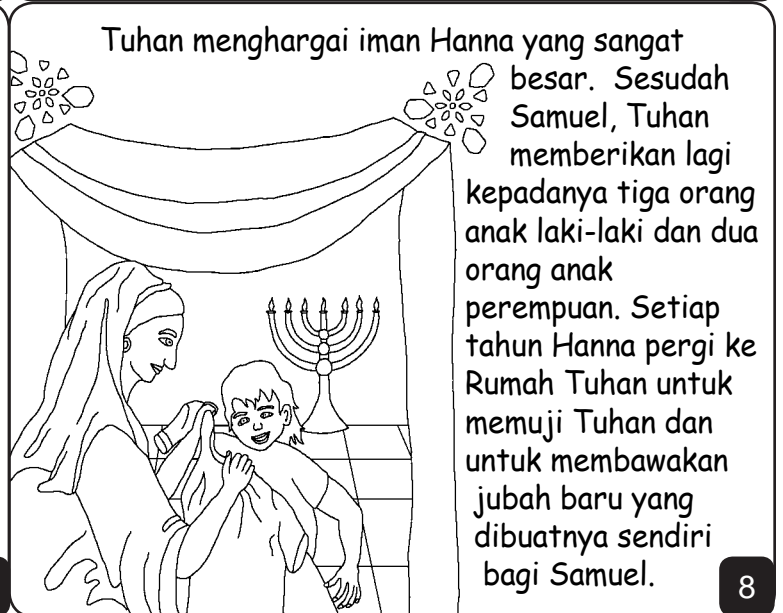 Tuhan menghargai iman Hanna yang sangat
besar. Sesudah
Samuel, Tuhan
memberikan lagi
kepadanya tiga orang
anak laki-laki dan dua
orang anak
perempuan. Setiap
tahun Hanna pergi ke
Rumah Tuhan untuk
memuji Tuhan dan
untuk membawakan
jubah baru yang
dibuatnya sendiri
bagi Samuel.
8